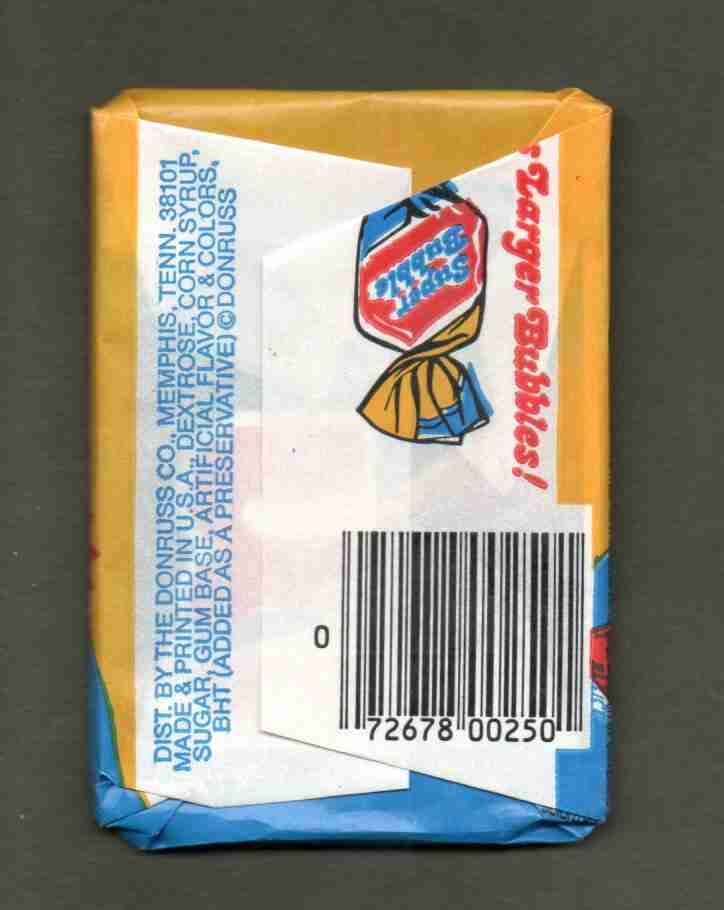 DIST. BY THE DONRUSS CO., MEMPHIS, TENN. 38101
MADE & PRINTED IN U.S.A., DEXTROSE, CORN SYRUP,
SUGAR, GUM BASE, ARTIFICIAL FLAVOR & COLORS,
BHT (ADDED AS A PRESERVATIVE) © DONRUSS
Super
Bubble
Larger Bubbles!
0
72678 00250